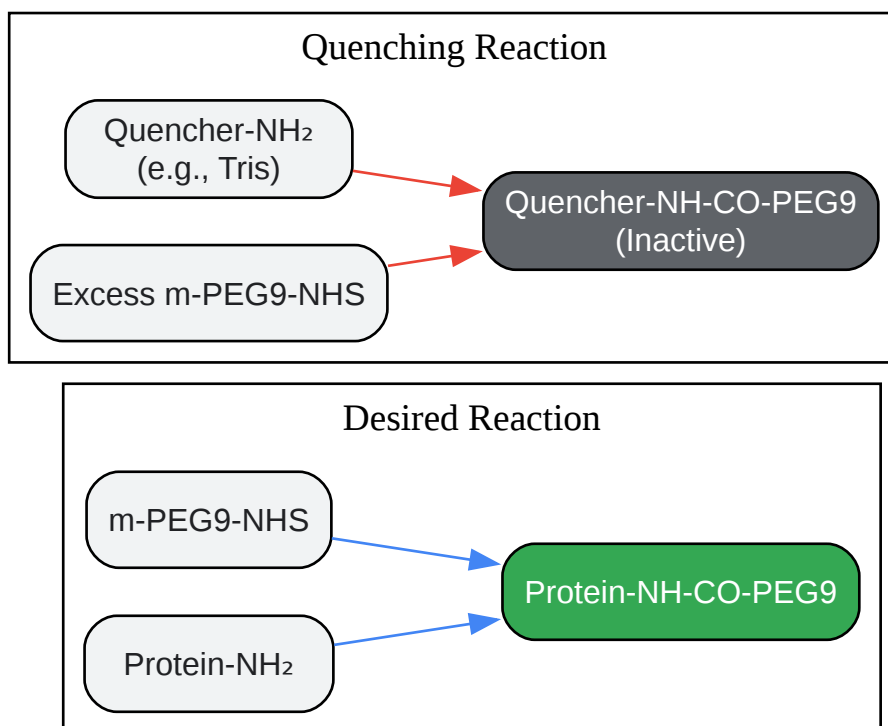 Quenching Reaction
Quencher-NH₂
(e.g., Tris)
Quencher-NH-CO-PEG9
(Inactive)
Excess m-PEG9-NHS
Desired Reaction
m-PEG9-NHS
Protein-NH-CO-PEG9
Protein-NH₂